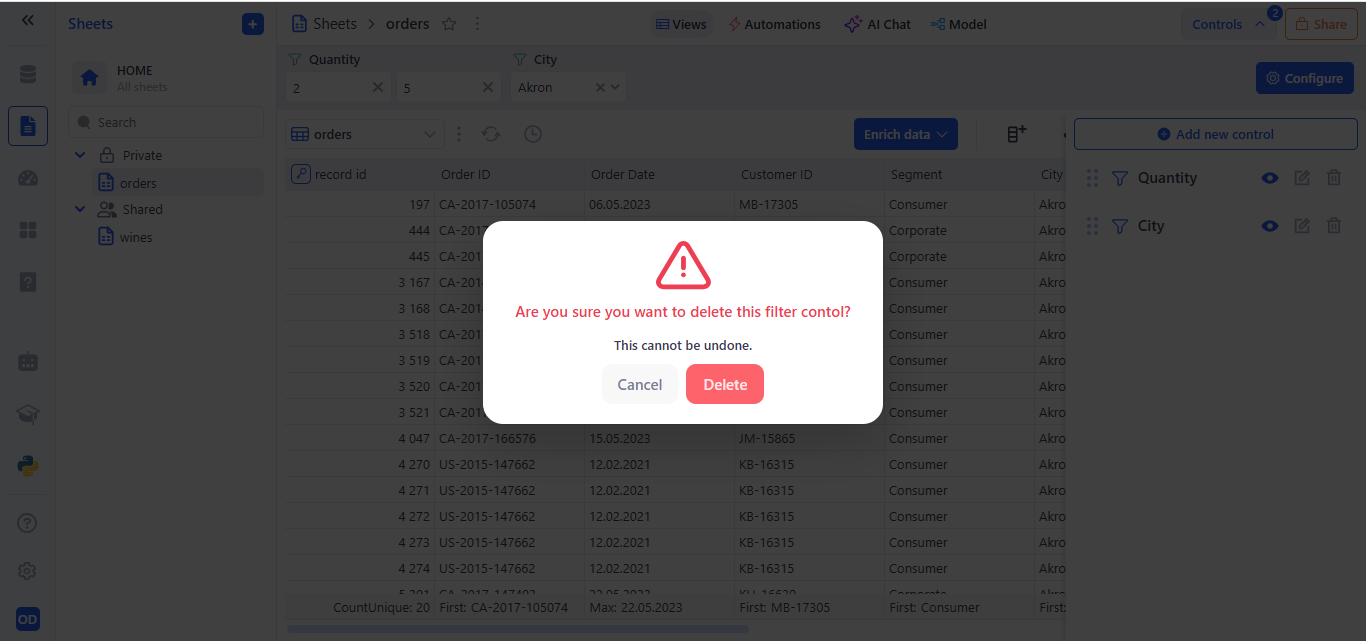 Sheets
Sheets
orders
Views
Automations
AI Chat
Model
Controls
2
Share
HOME
All sheets
Search
Private
orders
Shared
wines
Quantity
City
2
5
Akron
Configure
orders
Enrich data
Add new control
Quantity
City
record id Order ID Order Date Customer ID Segment City
197 CA-2017-105074 06.05.2023 MB-17305 Consumer Akro
444 CA-2017 Corporate Akro
445 CA-201 Corporate Akro
3 167 CA-201 Consumer Akro
3 168 CA-201 Consumer Akro
3 518 CA-201 Consumer Akro
3 519 CA-201 Consumer Akro
3 520 CA-201 Consumer Akro
3 521 CA-201 Consumer Akro
4 047 CA-2017-166576 15.05.2023 JM-15865 Consumer Akro
4 270 US-2015-147662 12.02.2021 KB-16315 Consumer Akro
4 271 US-2015-147662 12.02.2021 KB-16315 Consumer Akro
4 272 US-2015-147662 12.02.2021 KB-16315 Consumer Akro
4 273 US-2015-147662 12.02.2021 KB-16315 Consumer Akro
4 274 US-2015-147662 12.02.2021 KB-16315 Consumer Akro
CountUnique: 20 First: CA-2017-105074 Max: 22.05.2023 First: MB-17305 First: Consumer First:
Are you sure you want to delete this filter contol?
This cannot be undone.
Cancel
Delete
OD